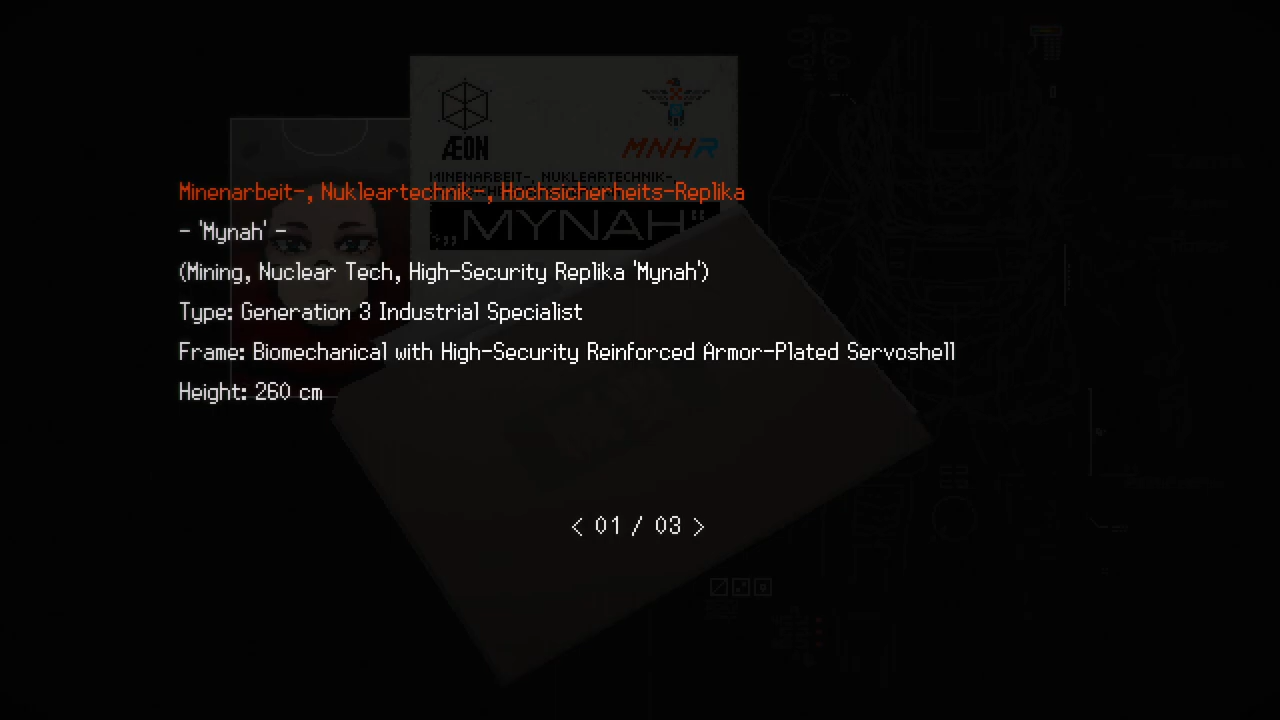 ÆON
MNHR
MINENARBEIT-, NUKLEARTECHNIK-,
„MYNAH“
Minenarbeit-, Nukleartechnik-, Hochsicherheits-Replika
- 'Mynah' -
(Mining, Nuclear Tech, High-Security Replika 'Mynah')
Type: Generation 3 Industrial Specialist
Frame: Biomechanical with High-Security Reinforced Armor-Plated Servoshell
Height: 260 cm
< 01 / 03 >